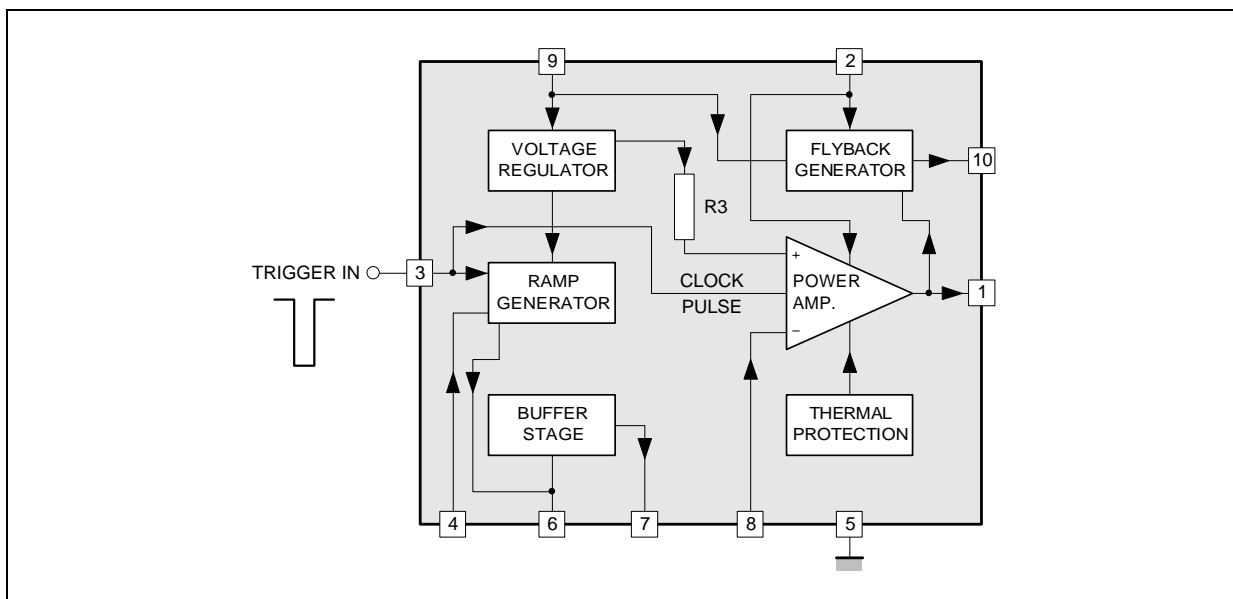 9
2
VOLTAGE
REGULATOR
FLYBACK
GENERATOR
10
R3
TRIGGER IN
3
RAMP
GENERATOR
CLOCK
PULSE
+
POWER
AMP.
−
1
BUFFER
STAGE
THERMAL
PROTECTION
4
6
7
8
5